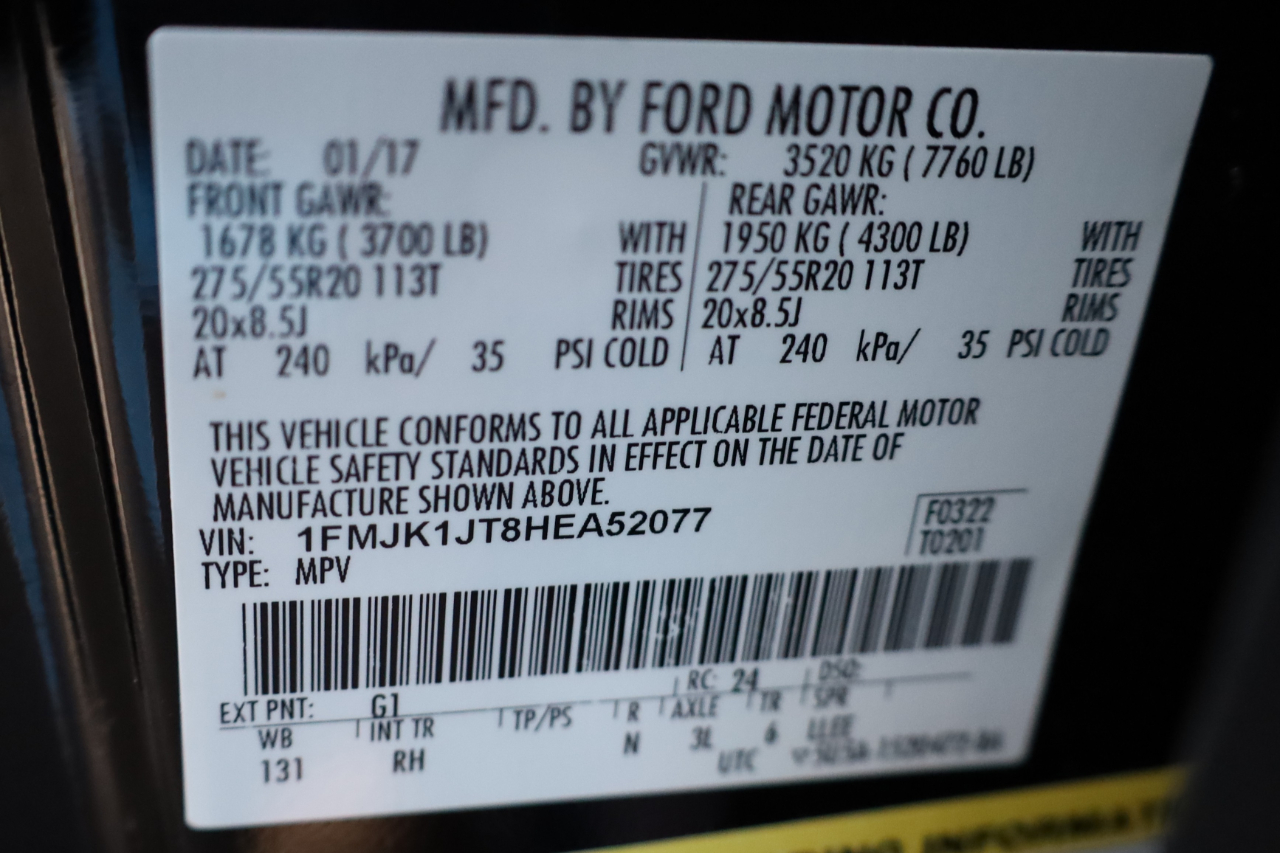 MFD. BY FORD MOTOR CO.
DATE: 01/17 GVWR: 3520 KG ( 7760 LB)
FRONT GAWR: REAR GAWR:
1678 KG ( 3700 LB) WITH 1950 KG ( 4300 LB) WITH
275/55R20 113T TIRES 275/55R20 113T TIRES
20x8.5J RIMS 20x8.5J RIMS
AT 240 kPa/ 35 PSI COLD AT 240 kPa/ 35 PSI COLD
THIS VEHICLE CONFORMS TO ALL APPLICABLE FEDERAL MOTOR
VEHICLE SAFETY STANDARDS IN EFFECT ON THE DATE OF
MANUFACTURE SHOWN ABOVE.
F0322
VIN: 1FMJK1JT8HEA52077
T0201
TYPE: MPV
EXT PNT: G1 RC: 24 DSO:
WB INT TR TP/PS R AXLE TR SPR
131 RH N 3L 6 LLEE
UTC